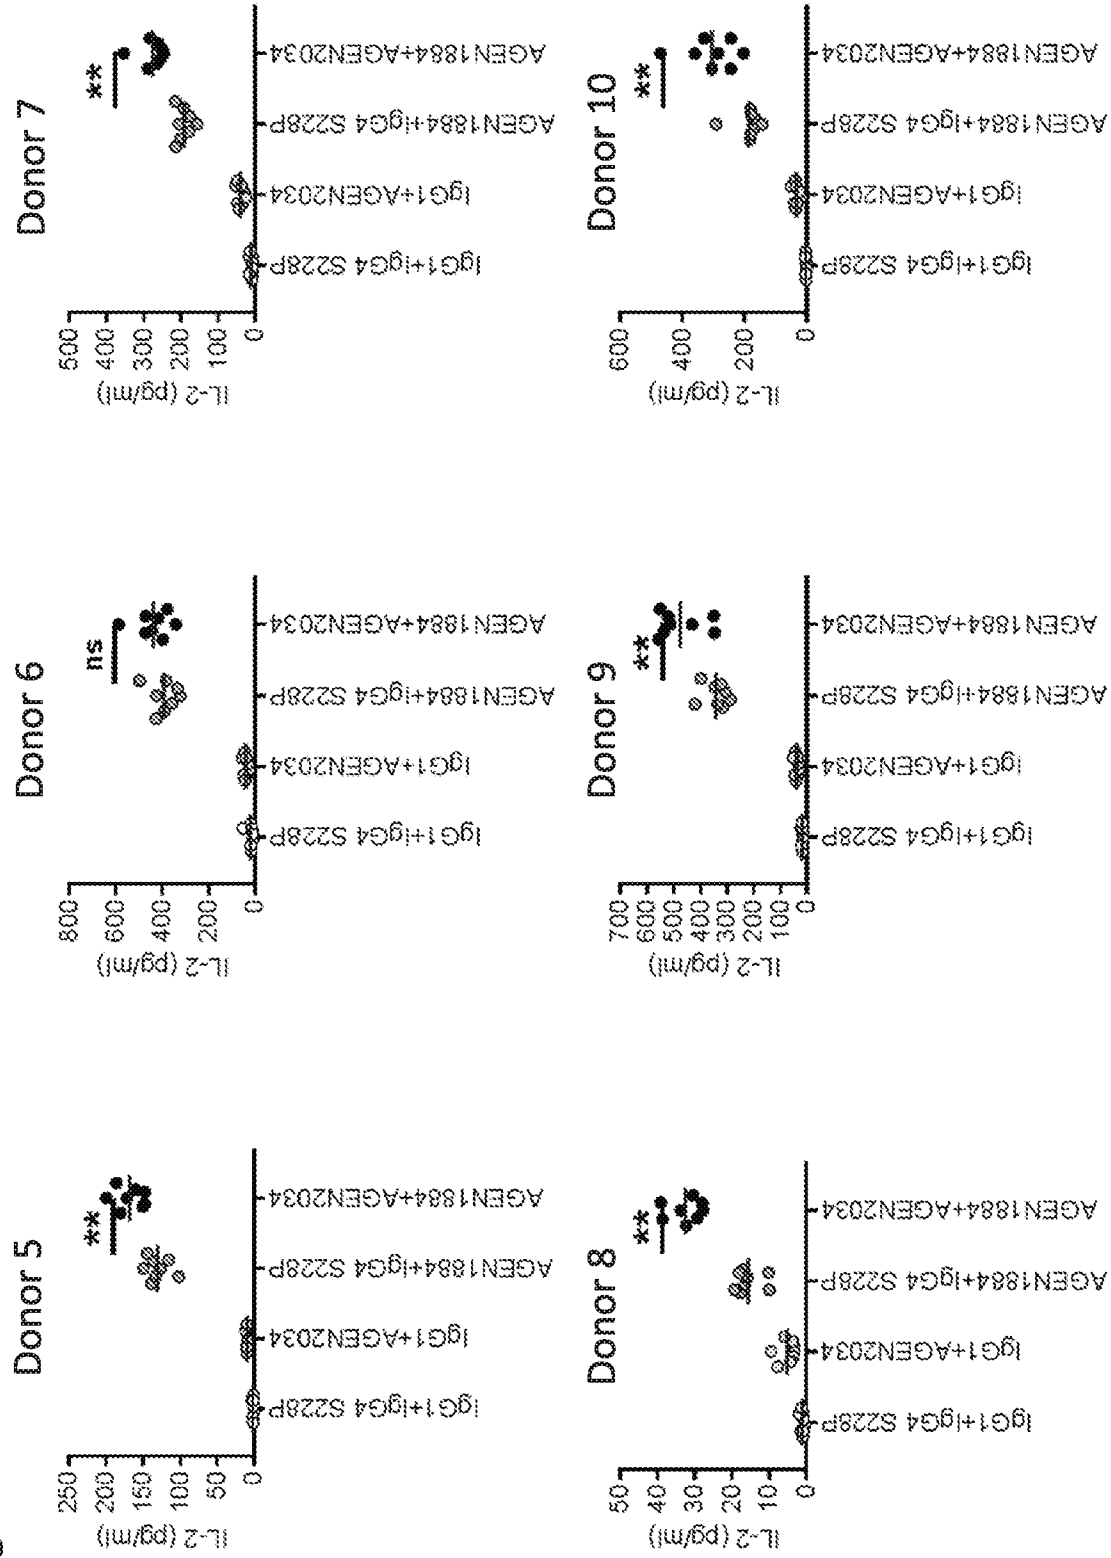 Donor 5
IL-2 (pg/ml)
250
200
150
100
50
0
**
IgG1+IgG4 S228P
IgG1+AGEN2034
AGEN1884+IgG4 S228P
AGEN1884+AGEN2034
Donor 6
IL-2 (pg/ml)
800
600
400
200
0
ns
IgG1+IgG4 S228P
IgG1+AGEN2034
AGEN1884+IgG4 S228P
AGEN1884+AGEN2034
Donor 7
IL-2 (pg/ml)
500
400
300
200
100
0
**
IgG1+IgG4 S228P
IgG1+AGEN2034
AGEN1884+IgG4 S228P
AGEN1884+AGEN2034
Donor 8
IL-2 (pg/ml)
50
40
30
20
10
0
**
IgG1+IgG4 S228P
IgG1+AGEN2034
AGEN1884+IgG4 S228P
AGEN1884+AGEN2034
Donor 9
IL-2 (pg/ml)
700
600
500
400
300
200
100
0
**
IgG1+IgG4 S228P
IgG1+AGEN2034
AGEN1884+IgG4 S228P
AGEN1884+AGEN2034
Donor 10
IL-2 (pg/ml)
600
400
200
0
**
IgG1+IgG4 S228P
IgG1+AGEN2034
AGEN1884+IgG4 S228P
AGEN1884+AGEN2034